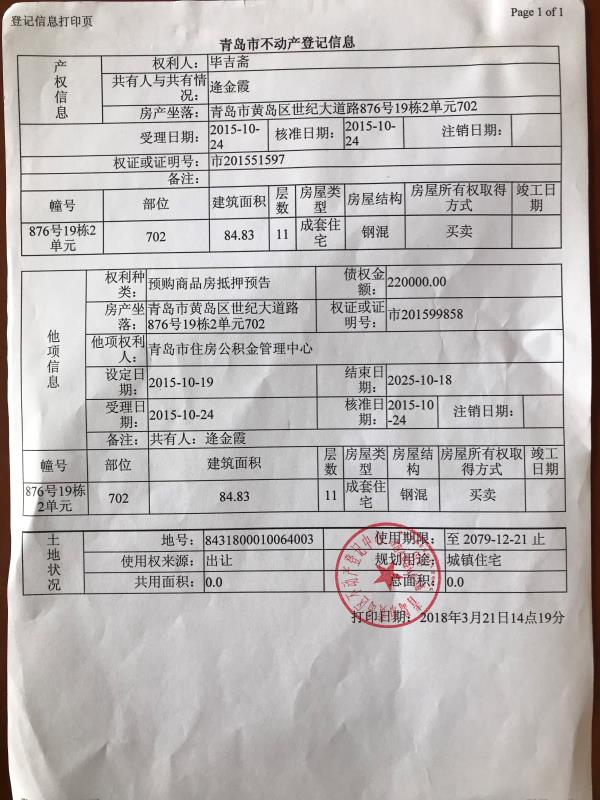 登记信息打印页 Page 1 of 1
青岛市不动产登记信息
产权信息
权利人: 毕吉斋
共有人与共有情况: 逄金霞
房产坐落: 青岛市黄岛区世纪大道路876号19栋2单元702
受理日期: 2015-10-24 核准日期: 2015-10-24 注销日期:
权证或证明号: 市201551597
备注:
幢号 部位 建筑面积 层数 房屋类型 房屋结构 房屋所有权取得方式 竣工日期
876号19栋2单元 702 84.83 11 成套住宅 钢混 买卖
他项信息
权利种类: 预购商品房抵押预告 债权金额: 220000.00
房产坐落: 青岛市黄岛区世纪大道路876号19栋2单元702 权证或证明号: 市201599858
他项权利人: 青岛市住房公积金管理中心
设定日期: 2015-10-19 结束日期: 2025-10-18
受理日期: 2015-10-24 核准日期: 2015-10-24 注销日期:
备注: 共有人: 逄金霞
幢号 部位 建筑面积 层数 房屋类型 房屋结构 房屋所有权取得方式 竣工日期
876号19栋2单元 702 84.83 11 成套住宅 钢混 买卖
土地状况
地号: 8431800010064003 使用期限: 至 2079-12-21 止
使用权来源: 出让 规划用途: 城镇住宅
共用面积: 0.0 总面积: 0.0
打印日期: 2018年3月21日14点19分